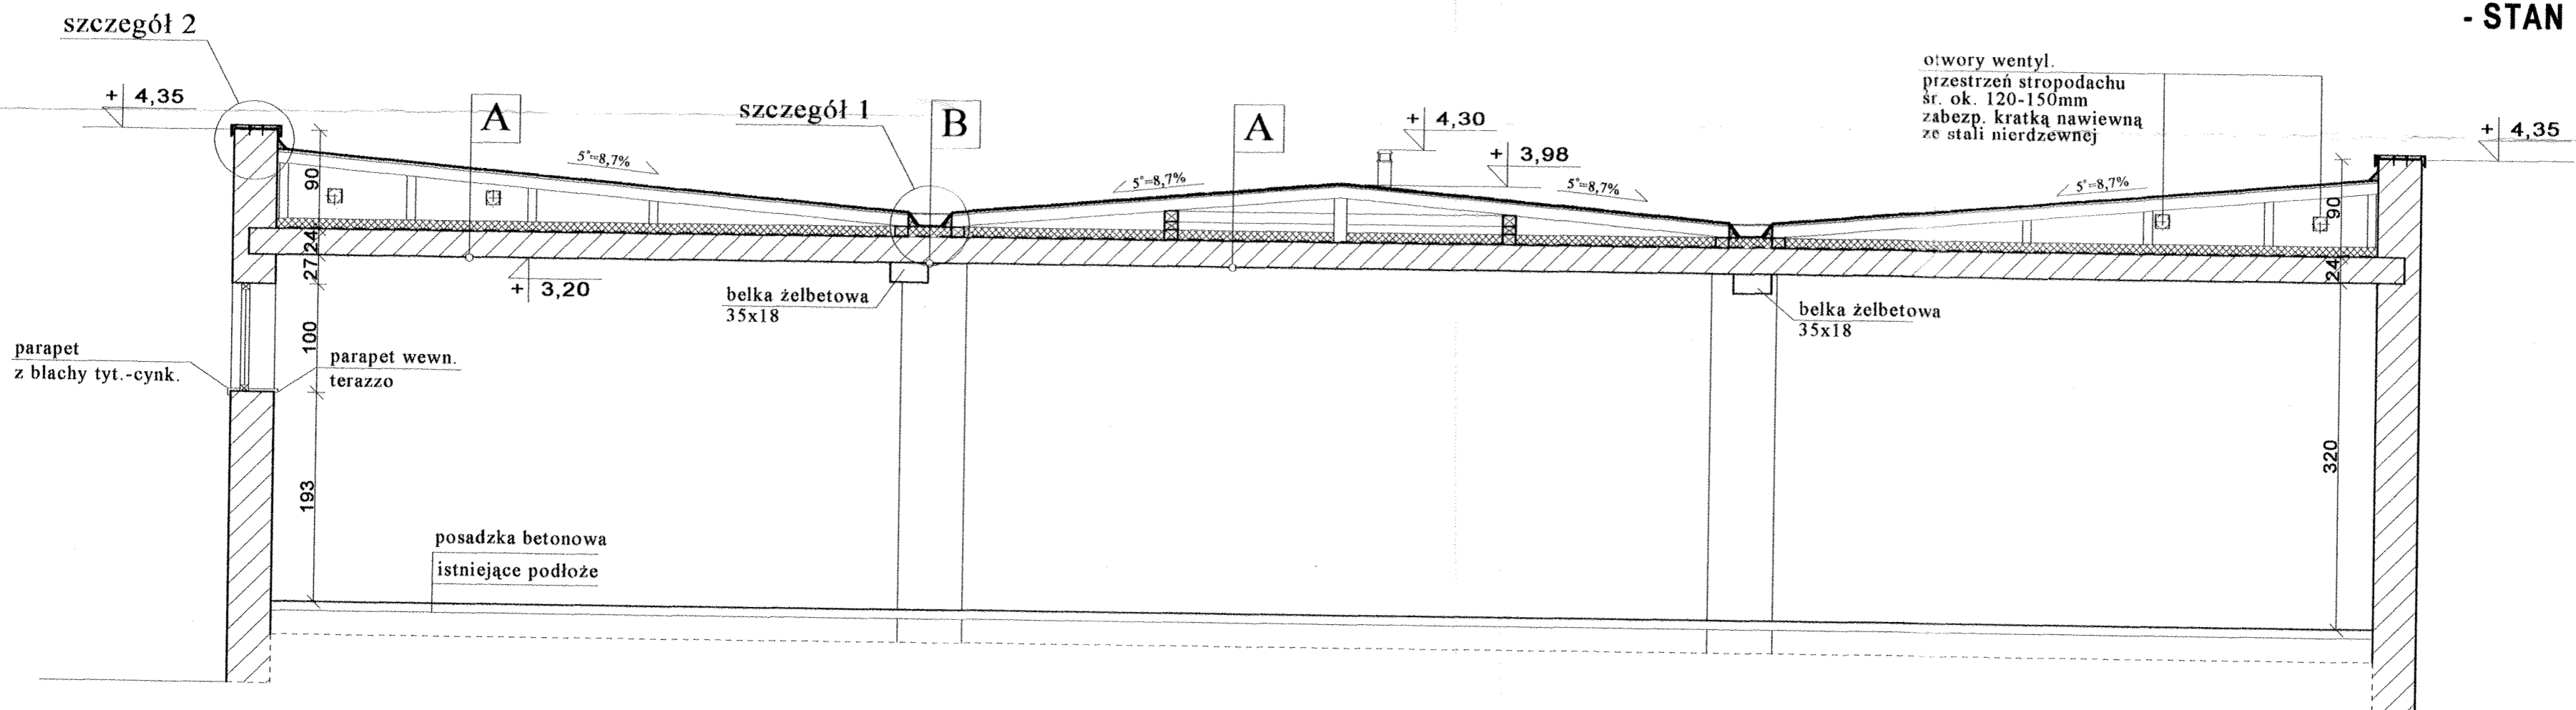 - STAN
szczegół 2
+ 4,35
A
szczegół 1
B
A
+ 4,30
+ 3,98
otwory wentyl.
przestrzeń stropodachu
śr. ok. 120-150mm
zabezp. kratką nawiewną
ze stali nierdzewnej
+ 4,35
5°=8,7%
5°=8,7%
5°=8,7%
5°=8,7%
90
24
27
100
193
90
24
320
+ 3,20
belka żelbetowa
35x18
belka żelbetowa
35x18
parapet
z blachy tyt.-cynk.
parapet wewn.
terazzo
posadzka betonowa
istniejące podłoże